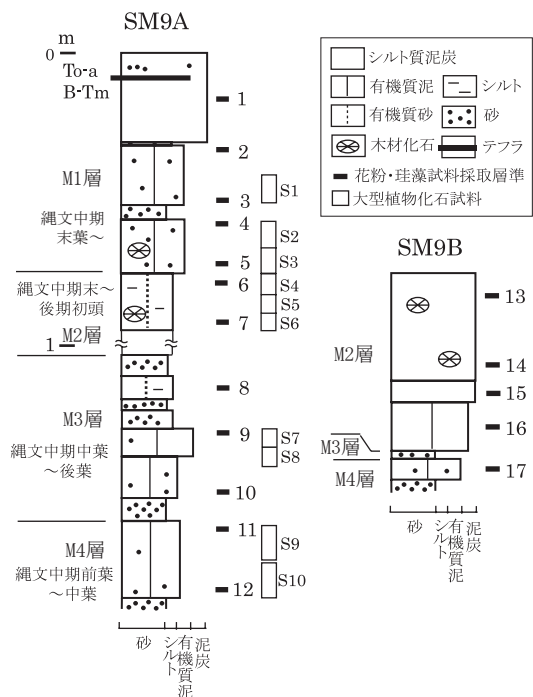 SM9A
m
0
To-a
B-Tm
1
2
M1層
3
S1
縄文中期
末葉～
4
S2
5
S3
縄文中期末～
後期初頭
6
S4
S5
M2層
7
S6
1
8
M3層
9
S7
縄文中期中葉
～後葉
S8
10
M4層
11
S9
縄文中期前葉
～中葉
12
S10
砂
シルト
有機質泥
泥炭
シルト質泥炭
有機質泥
シルト
有機質砂
砂
木材化石
テフラ
花粉・珪藻試料採取層準
大型植物化石試料
SM9B
13
M2層
14
15
16
M3層
M4層
17
砂
シルト
有機質泥
泥炭